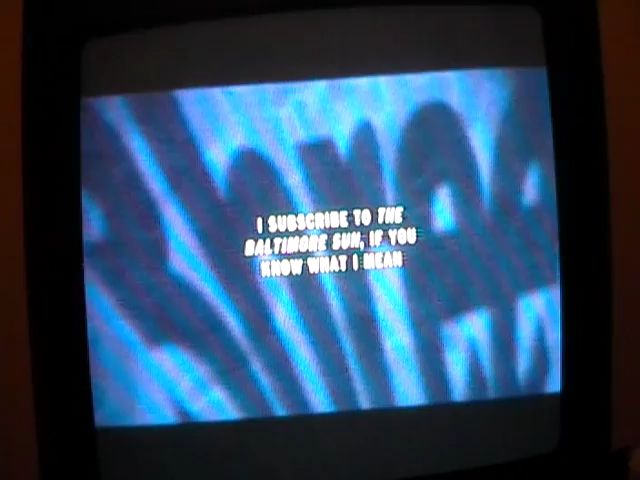 I SUBSCRIBE TO THE
BALTIMORE SUN, IF YOU
KNOW WHAT I MEAN